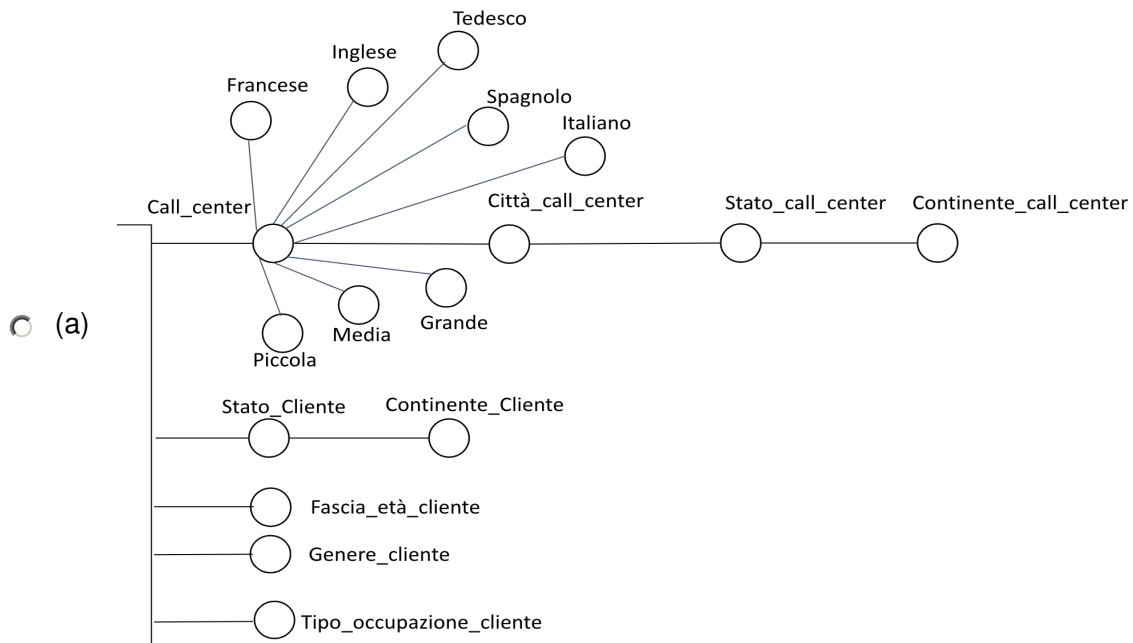 Tedesco
Inglese
Francese
Spagnolo
Italiano
Call_center
Città_call_center
Stato_call_center
Continente_call_center
(a)
Grande
Media
Piccola
Stato_Cliente
Continente_Cliente
Fascia_età_cliente
Genere_cliente
Tipo_occupazione_cliente